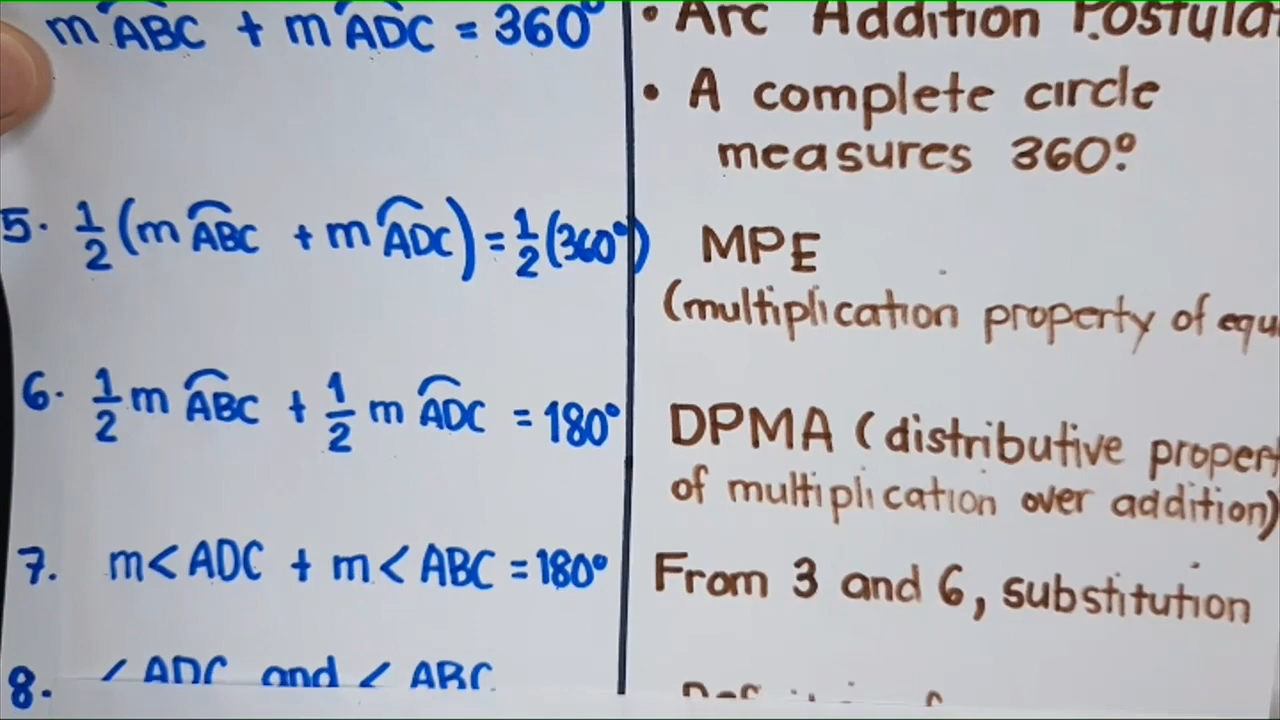 m ABC + m ADC = 360°
• Arc Addition
• A complete circle
measures 360°.
5. 1/2 (m ABC + m ADC) = 1/2 (360°)
MPE
(multiplication property of
6. 1/2 m ABC + 1/2 m ADC = 180°
DPMA (distributive
of multiplication over addition)
7. m< ADC + m< ABC = 180°
From 3 and 6, substitution
8. < ADC and < ABC